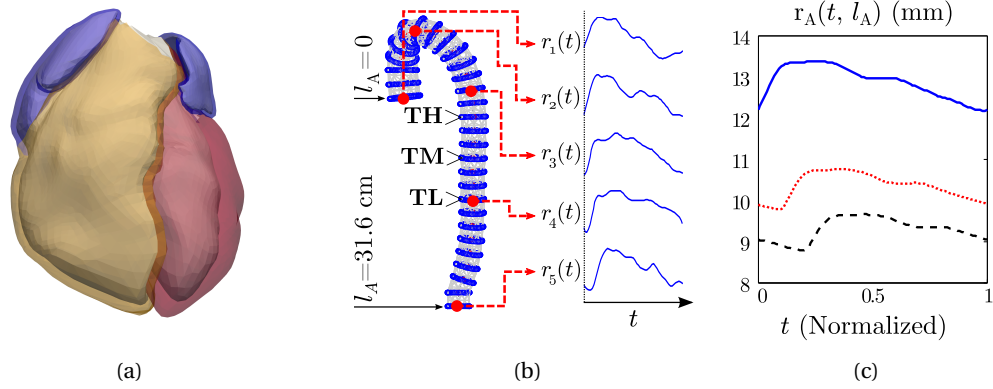 l_A = 0
l_A=31.6 cm
TH
TM
TL
r_1(t)
r_2(t)
r_3(t)
r_4(t)
r_5(t)
t
r_A(t, l_A) (mm)
14
13
12
11
10
9
8
0
0.5
1
t (Normalized)
(a)
(b)
(c)